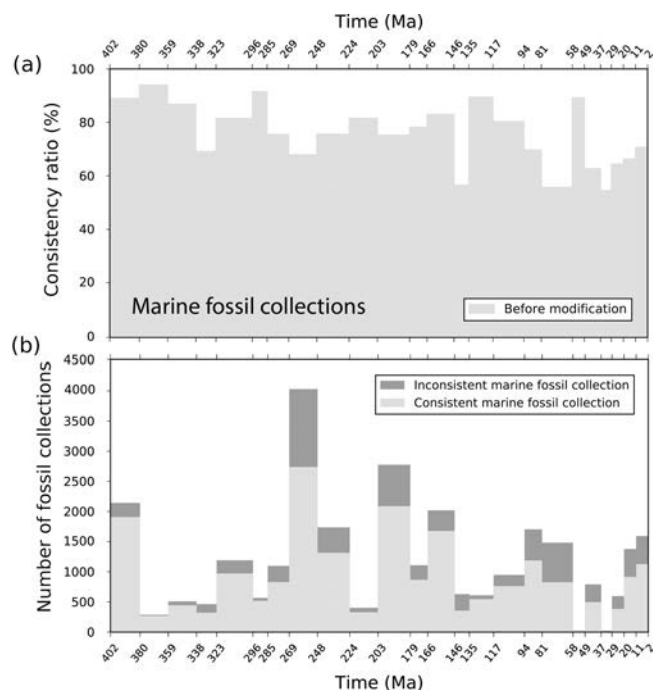 Time (Ma)
402 380 359 338 323 296 285 269 248 224 203 179 166 146 135 117 94 81 58 49 37 29 20 11 2
(a)
100
80
60
40
20
0
Consistency ratio (%)
Marine fossil collections
Before modification
(b)
4500
4000
3500
3000
2500
2000
1500
1000
500
0
Number of fossil collections
Inconsistent marine fossil collection
Consistent marine fossil collection
402 380 359 338 323 296 285 269 248 224 203 179 166 146 135 117 94 81 58 49 37 29 20 11 2
Time (Ma)